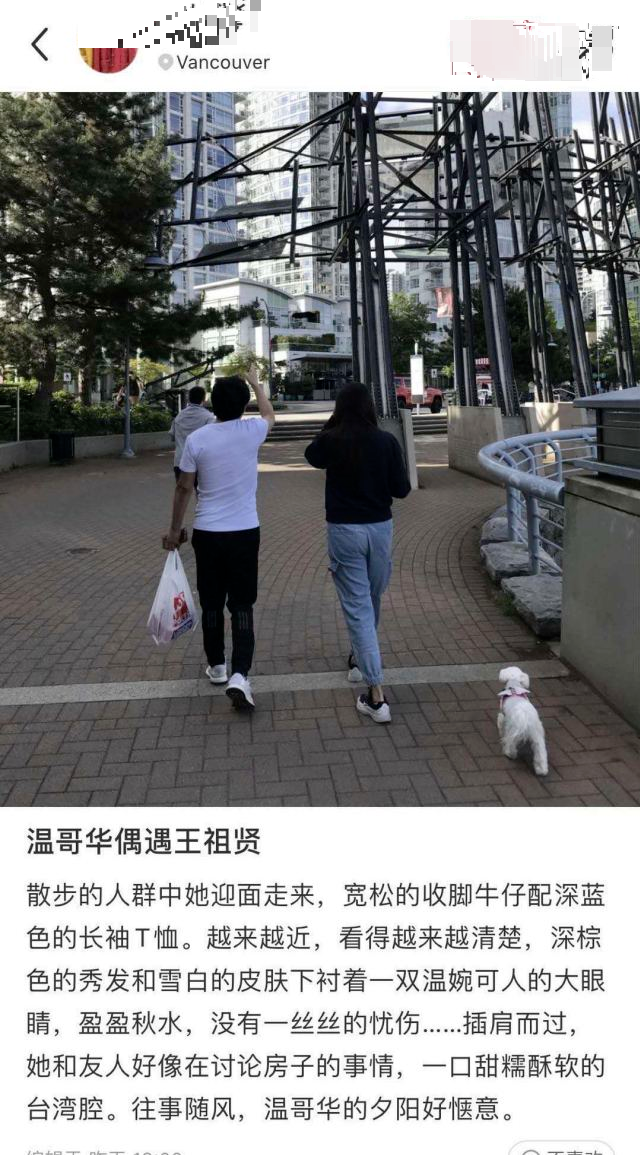 Vancouver
温哥华偶遇王祖贤
散步的人群中她迎面走来，宽松的收脚牛仔配深蓝
色的长袖T恤。越来越近，看得越来越清楚，深棕
色的秀发和雪白的皮肤下衬着一双温婉可人的大眼
睛，盈盈秋水，没有一丝丝的忧伤……插肩而过，
她和友人好像在讨论房子的事情，一口甜糯酥软的
台湾腔。往事随风，温哥华的夕阳好惬意。